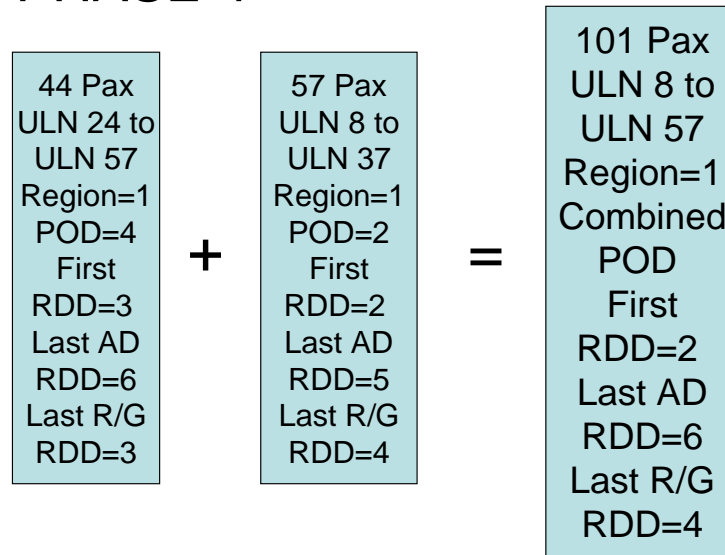 44 Pax
ULN 24 to
ULN 57
Region=1
POD=4
First
RDD=3
Last AD
RDD=6
Last R/G
RDD=3
+
57 Pax
ULN 8 to
ULN 37
Region=1
POD=2
First
RDD=2
Last AD
RDD=5
Last R/G
RDD=4
=
101 Pax
ULN 8 to
ULN 57
Region=1
Combined
POD
First
RDD=2
Last AD
RDD=6
Last R/G
RDD=4